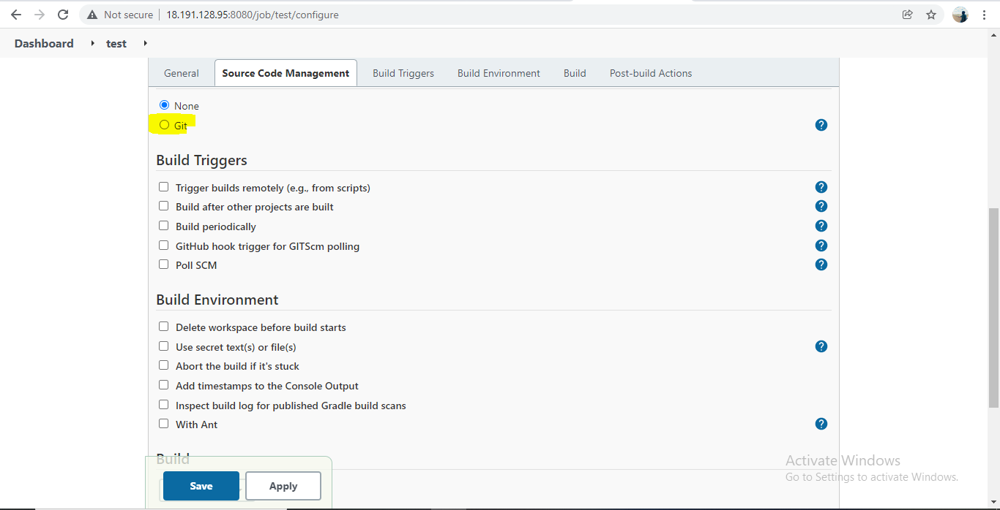 Not secure 18.191.128.95:8080/job/test/configure
Dashboard test
General Source Code Management Build Triggers Build Environment Build Post-build Actions
None
Git ?
Build Triggers
Trigger builds remotely (e.g., from scripts) ?
Build after other projects are built ?
Build periodically ?
GitHub hook trigger for GITScm polling ?
Poll SCM ?
Build Environment
Delete workspace before build starts
Use secret text(s) or file(s) ?
Abort the build if it's stuck
Add timestamps to the Console Output
Inspect build log for published Gradle build scans
With Ant ?
Build
Save Apply
Activate Windows
Go to Settings to activate Windows.